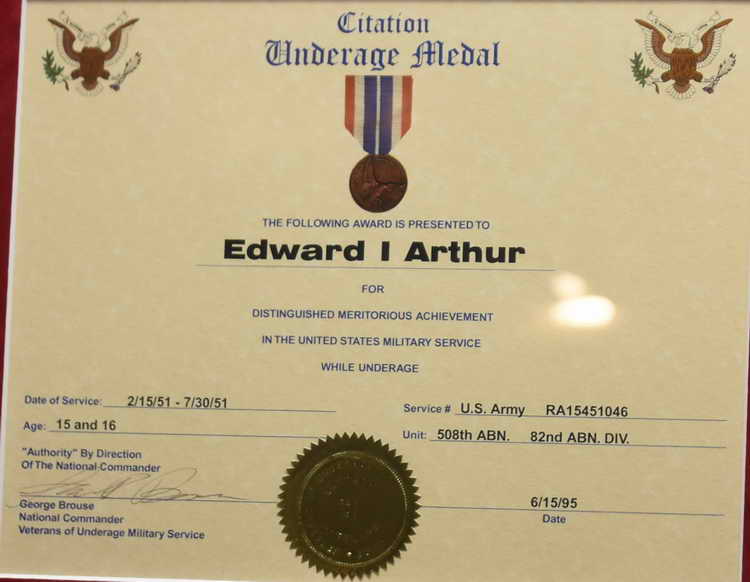 Citation
Underage Medal
THE FOLLOWING AWARD IS PRESENTED TO
Edward I Arthur
FOR
DISTINGUISHED MERITORIOUS ACHIEVEMENT
IN THE UNITED STATES MILITARY SERVICE
WHILE UNDERAGE
Date of Service: 2/15/51 - 7/30/51
Service # U.S. Army RA15451046
Age: 15 and 16
Unit: 508th ABN. 82nd ABN. DIV.
"Authority" By Direction
Of The National Commander
George Brouse
National Commander
Veterans of Underage Military Service
6/15/95
Date